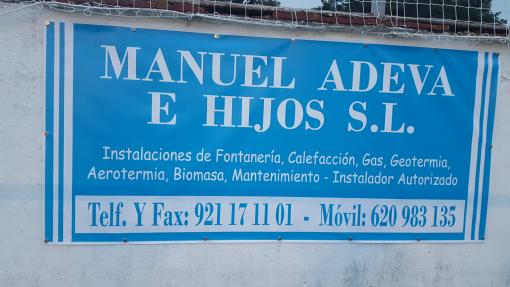 MANUEL ADEVA
E HIJOS S.L.
Instalaciones de Fontanería, Calefacción, Gas, Geotermia,
Aerotermia, Biomasa, Mantenimiento - Instalador Autorizado
Telf. Y Fax: 921 17 11 01 - Móvil: 620 983 135